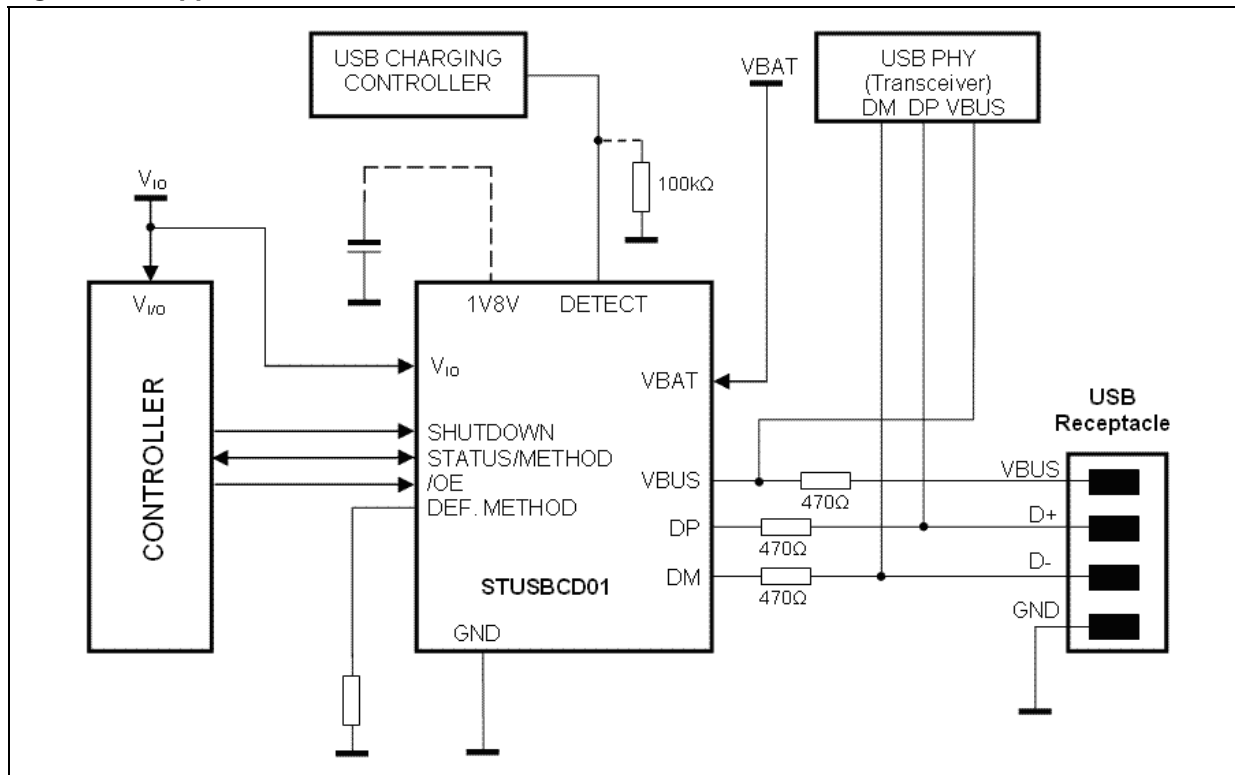 USB CHARGING
CONTROLLER
VBAT
USB PHY
(Transceiver)
DM DP VBUS
100kΩ
VIO
VI/O
1V8V DETECT
VIO
VBAT
CONTROLLER
SHUTDOWN
STATUS/METHOD
/OE
DEF. METHOD
VBUS
DP
DM
STUSBCD01
GND
470Ω
470Ω
470Ω
USB
Receptacle
VBUS
D+
D-
GND